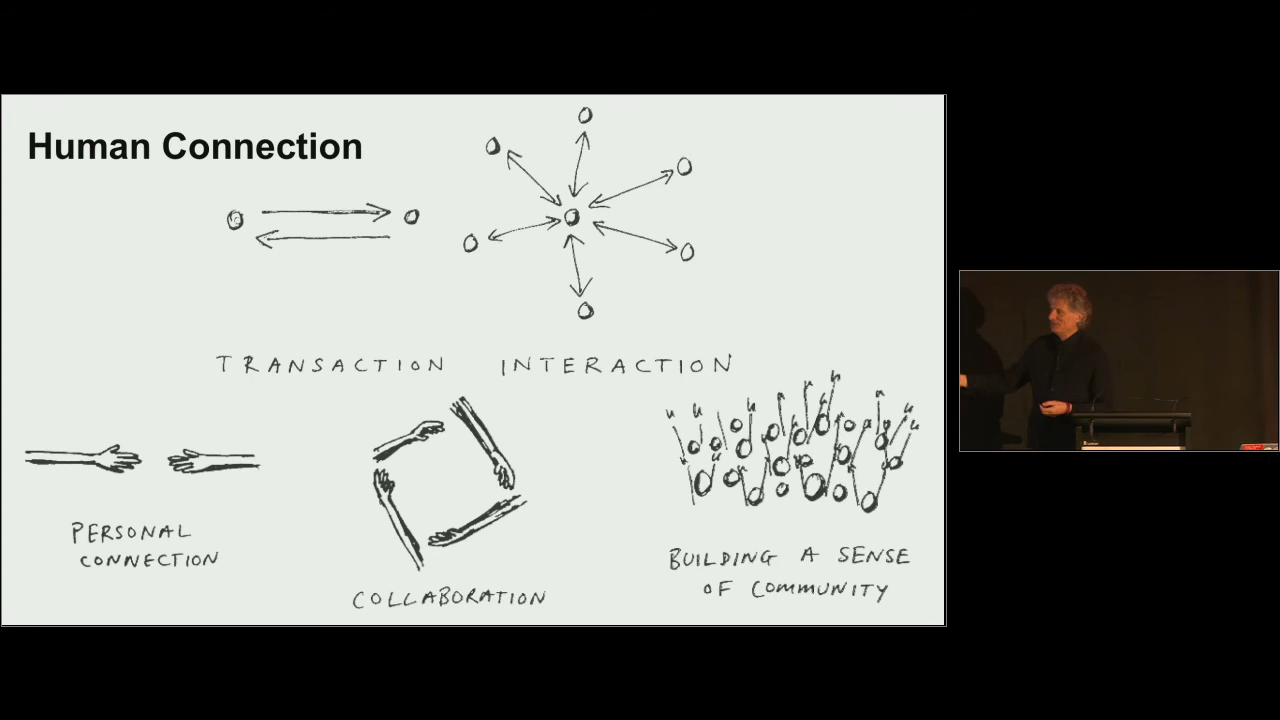 Human Connection
TRANSACTION
INTERACTION
PERSONAL
CONNECTION
COLLABORATION
BUILDING A SENSE
OF COMMUNITY